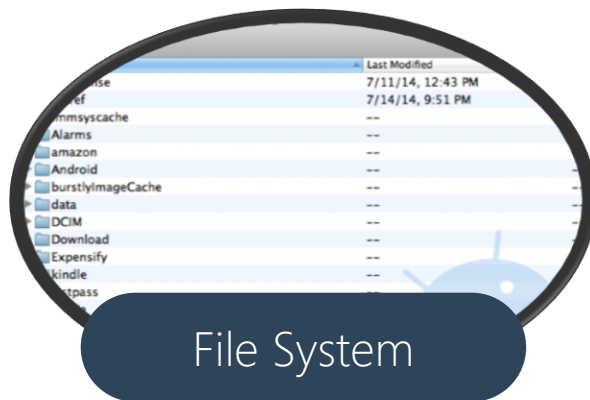 Last Modified
7/11/14, 12:43 PM
7/14/14, 9:51 PM
mmsyscache --
Alarms --
amazon --
Android --
burstlyImageCache --
data --
DCIM --
Download --
Expensify --
kindle --
--
File System